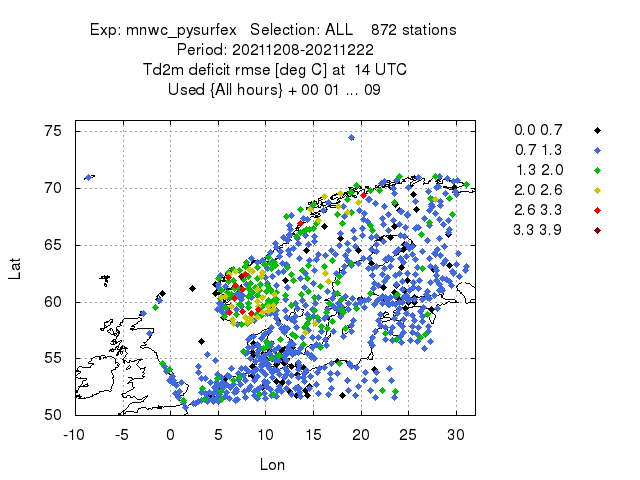 Exp: mnwc_pysurfex   Selection: ALL    872 stations
Period: 20211208-20211222
Td2m deficit rmse [deg C] at  14 UTC
Used {All hours} + 00 01 ... 09
0.0 0.7
0.7 1.3
1.3 2.0
2.0 2.6
2.6 3.3
3.3 3.9
75
70
65
60
55
50
Lat
-10 -5 0 5 10 15 20 25 30
Lon